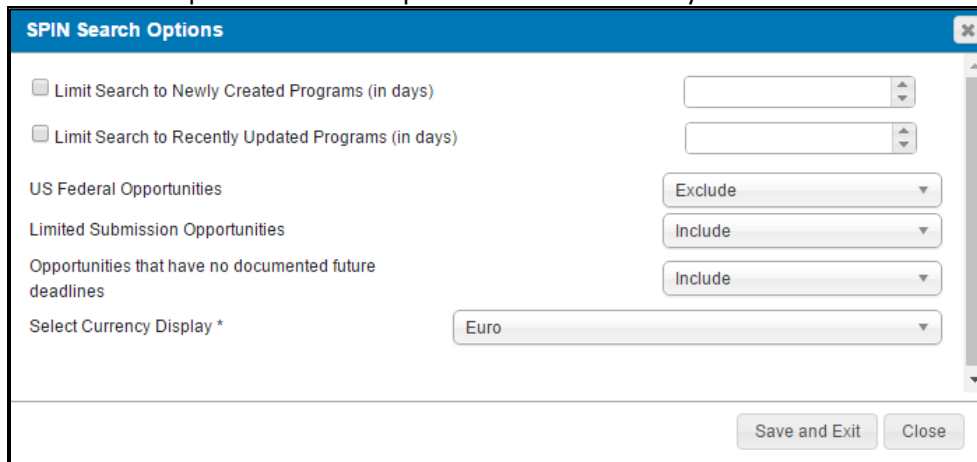 SPIN Search Options
Limit Search to Newly Created Programs (in days)
Limit Search to Recently Updated Programs (in days)
US Federal Opportunities Exclude
Limited Submission Opportunities Include
Opportunities that have no documented future
deadlines Include
Select Currency Display * Euro
Save and Exit Close